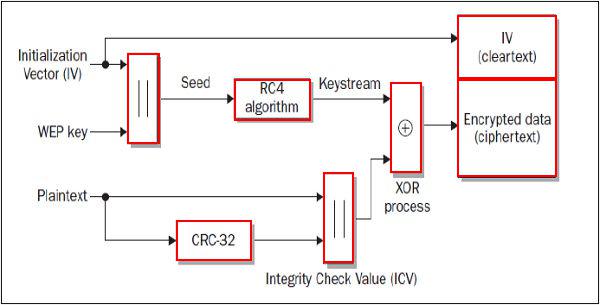 Initialization
Vector (IV)
WEP key
Seed
RC4
algorithm
Keystream
IV
(cleartext)
Encrypted data
(ciphertext)
XOR
process
Plaintext
CRC-32
Integrity Check Value (ICV)